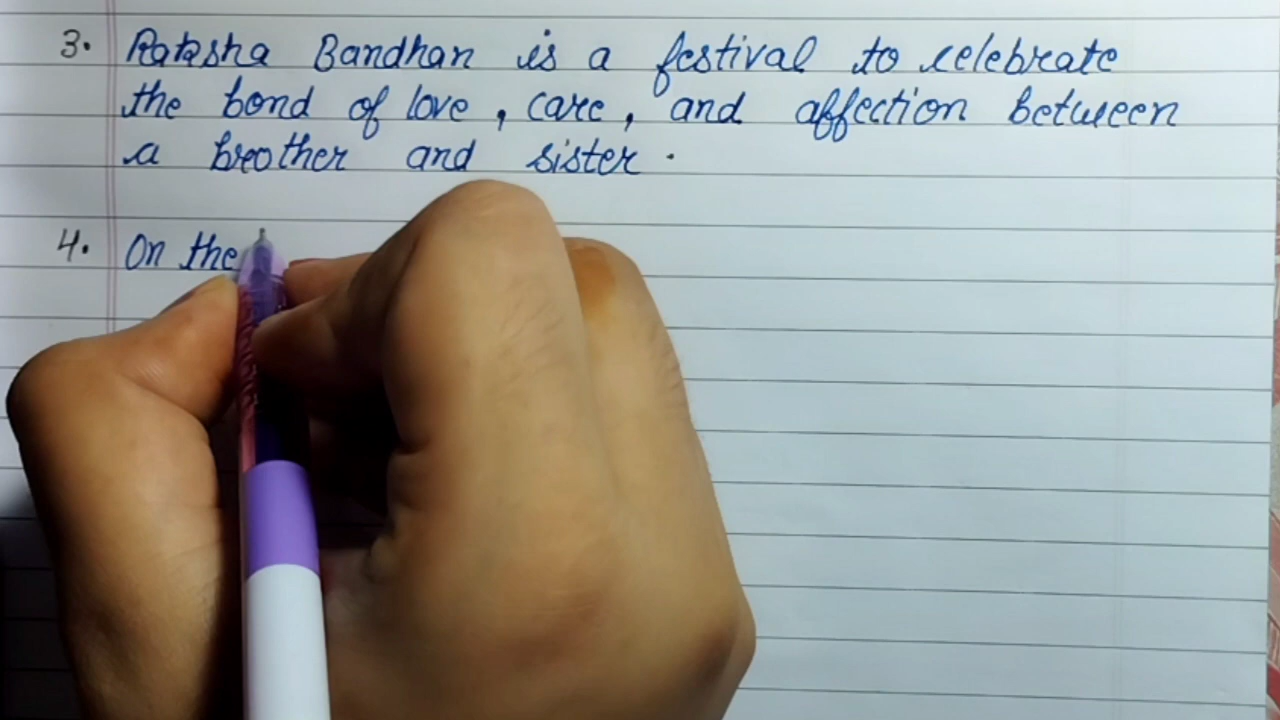 3. Raksha Bandhan is a festival to celebrate
the bond of love, care, and affection between
a brother and sister.
4. On the